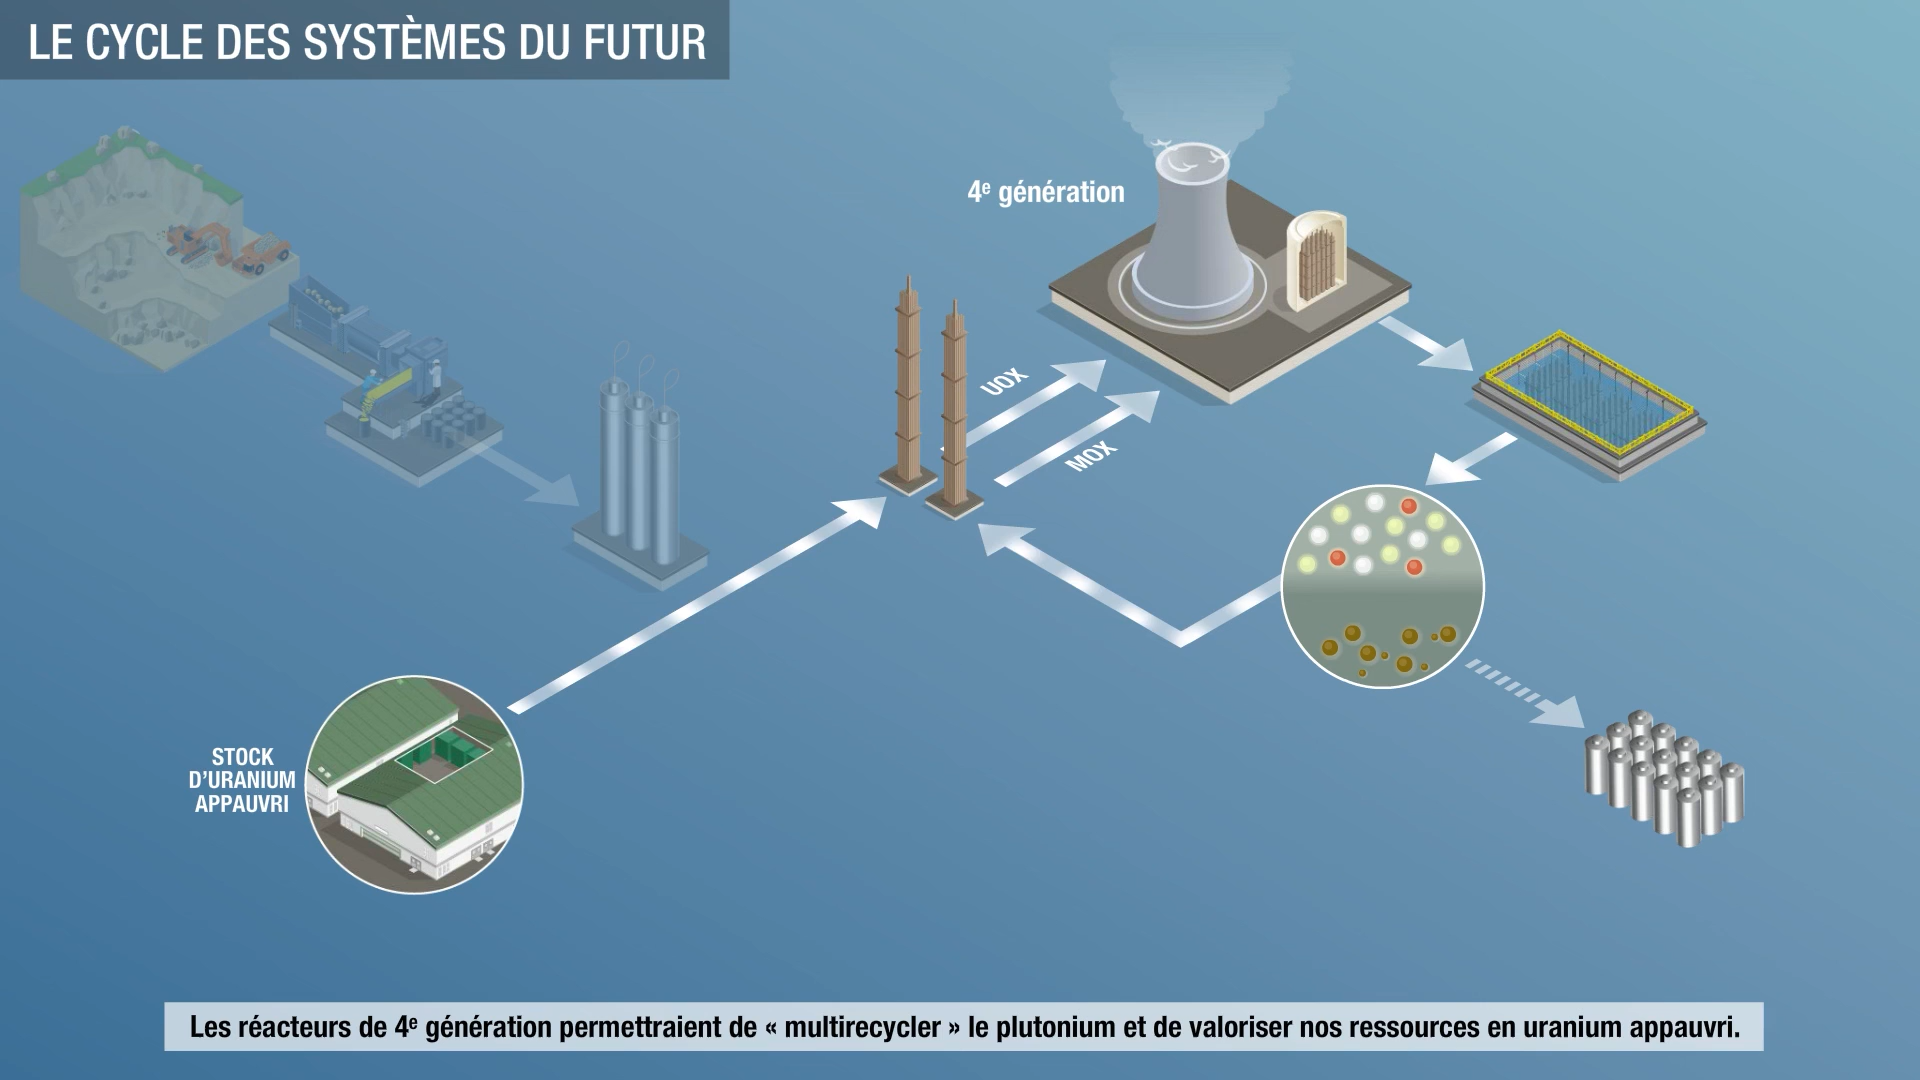 LE CYCLE DES SYSTÈMES DU FUTUR
4e génération
UOX
MOX
STOCK
D’URANIUM
APPAUVRI
Les réacteurs de 4e génération permettraient de « multirecycler » le plutonium et de valoriser nos ressources en uranium appauvri.